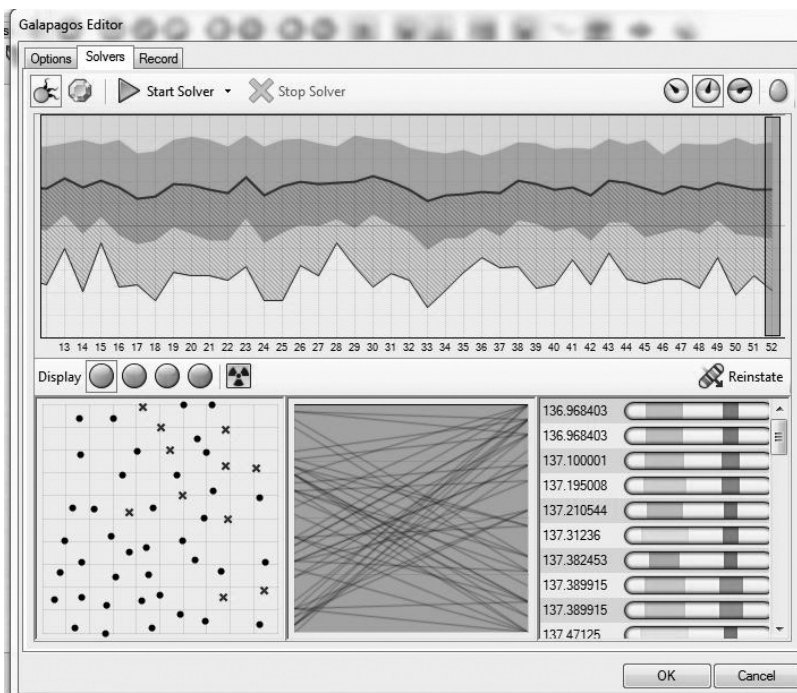 Galapagos Editor
Options Solvers Record
Start Solver Stop Solver
13 14 15 16 17 18 19 20 21 22 23 24 25 26 27 28 29 30 31 32 33 34 35 36 37 38 39 40 41 42 43 44 45 46 47 48 49 50 51 52
Display Reinstate
136.968403
136.968403
137.100001
137.195008
137.210544
137.31236
137.382453
137.389915
137.389915
137.47125
OK Cancel